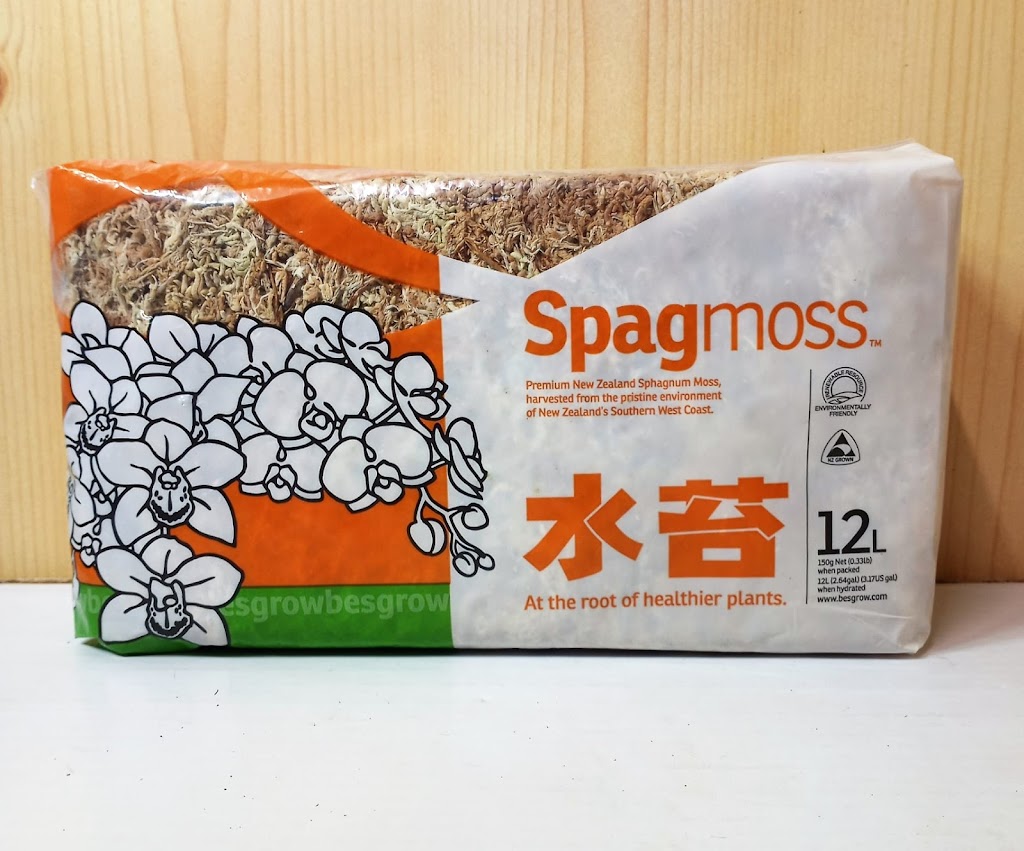 Spagmoss™
Premium New Zealand Sphagnum Moss,
harvested from the pristine environment
of New Zealand's Southern West Coast.
RENEWABLE RESOURCE
ENVIRONMENTALLY
FRIENDLY
NZ GROWN
水苔
At the root of healthier plants.
12L
150g Net (0.33lb)
when packed
12L (2.64gal) (3.17US gal)
when hydrated
www.besgrow.com
besgrowbesgrow